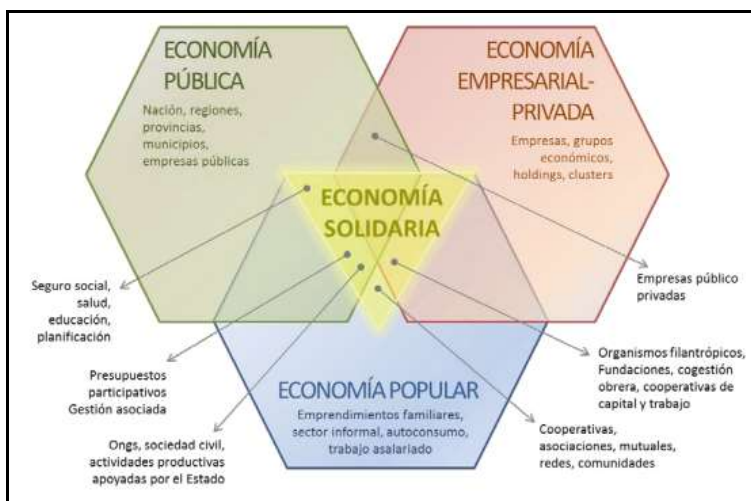 ECONOMÍA
PÚBLICA
Nación, regiones,
provincias,
municipios,
empresas públicas
ECONOMÍA
EMPRESARIAL-
PRIVADA
Empresas, grupos
económicos,
holdings, clusters
ECONOMÍA
SOLIDARIA
Seguro social,
salud,
educación,
planificación
Empresas público
privadas
Presupuestos
participativos
Gestión asociada
Organismos filantrópicos,
Fundaciones, cogestión
obrera, cooperativas de
capital y trabajo
ECONOMÍA POPULAR
Emprendimientos familiares,
sector informal, autoconsumo,
trabajo asalariado
Ongs, sociedad civil,
actividades productivas
apoyadas por el Estado
Cooperativas,
asociaciones, mutuales,
redes, comunidades